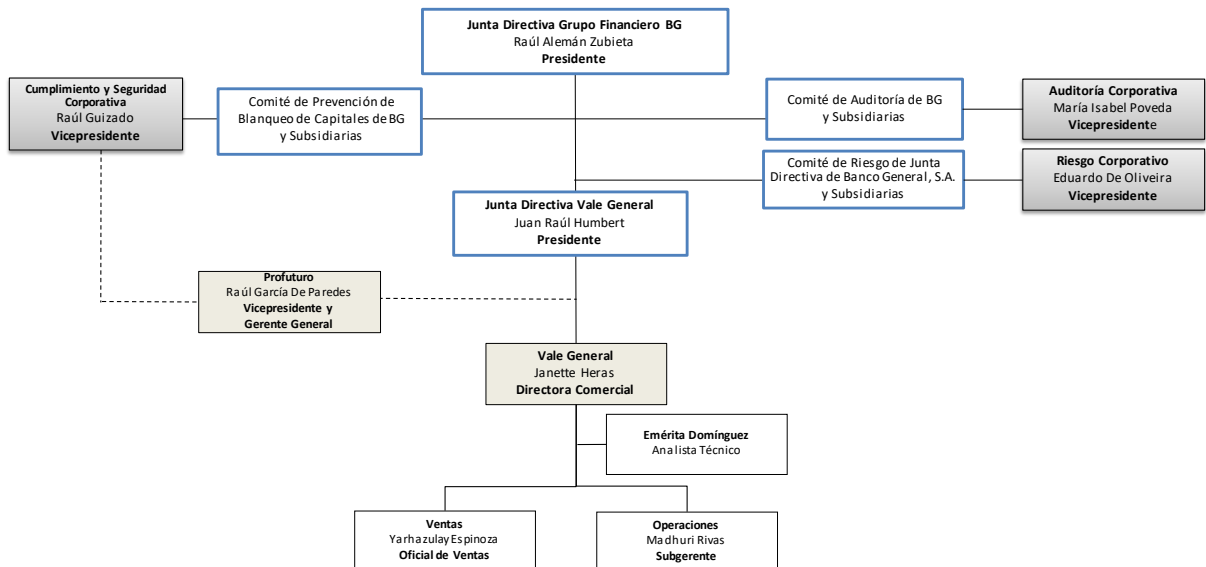 Junta Directiva Grupo Financiero BG
Raúl Alemán Zubieta
Presidente
Cumplimiento y Seguridad
Corporativa
Raúl Guizado
Vicepresidente
Comité de Prevención de
Blanqueo de Capitales de BG
y Subsidiarias
Comité de Auditoría de BG
y Subsidiarias
Auditoría Corporativa
María Isabel Poveda
Vicepresidente
Comité de Riesgo de Junta
Directiva de Banco General, S.A.
y Subsidiarias
Riesgo Corporativo
Eduardo De Oliveira
Vicepresidente
Junta Directiva Vale General
Juan Raúl Humbert
Presidente
Profuturo
Raúl García De Paredes
Vicepresidente y
Gerente General
Vale General
Janette Heras
Directora Comercial
Emérita Domínguez
Analista Técnico
Ventas
Yarhazulay Espinoza
Oficial de Ventas
Operaciones
Madhuri Rivas
Subgerente